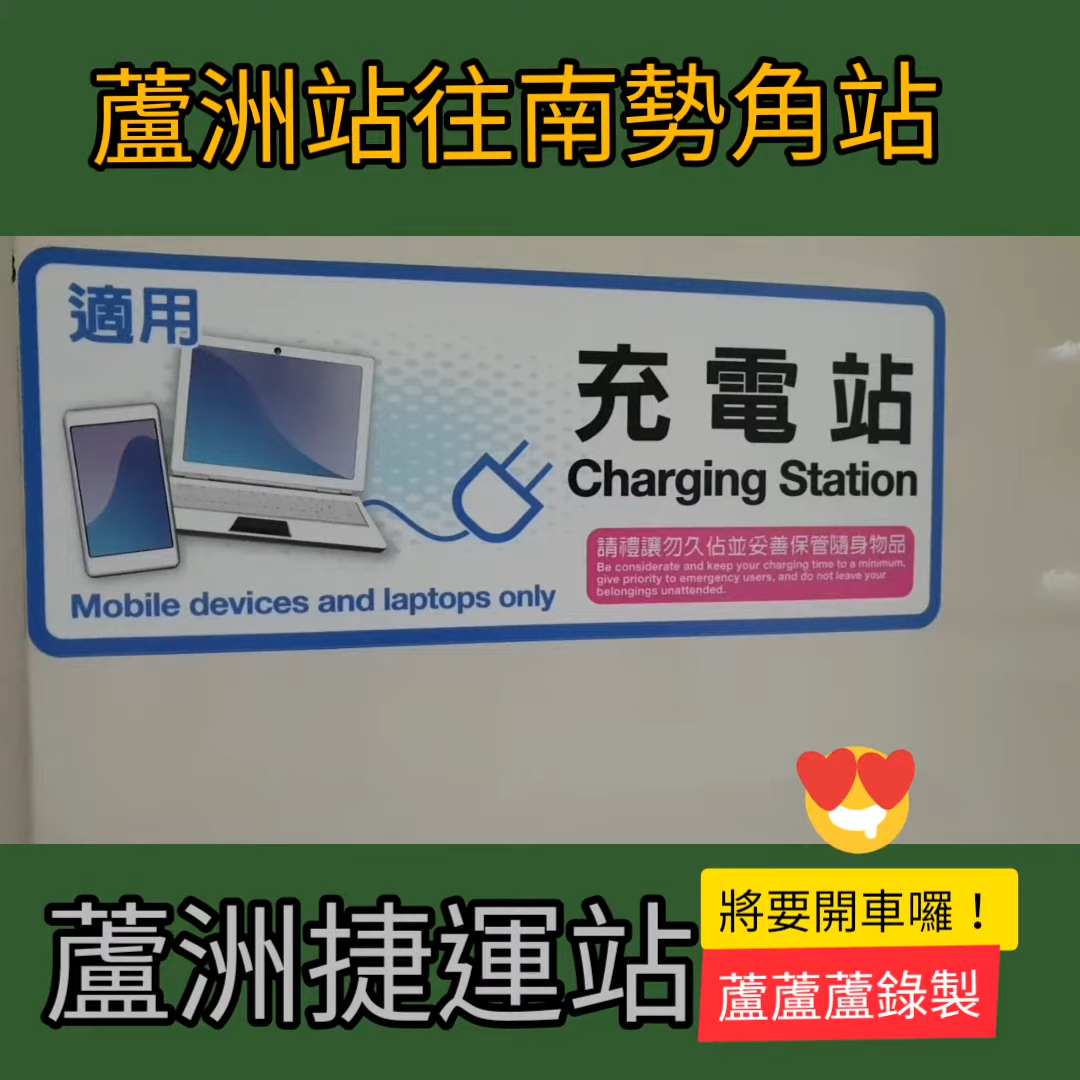 蘆洲站往南勢角站
適用
充電站
Charging Station
請禮讓勿久佔並妥善保管隨身物品
Be considerate and keep your charging time to a minimum,
give priority to emergency users, and do not leave your
belongings unattended.
Mobile devices and laptops only
蘆洲捷運站
將要開車囉！
蘆蘆蘆錄製